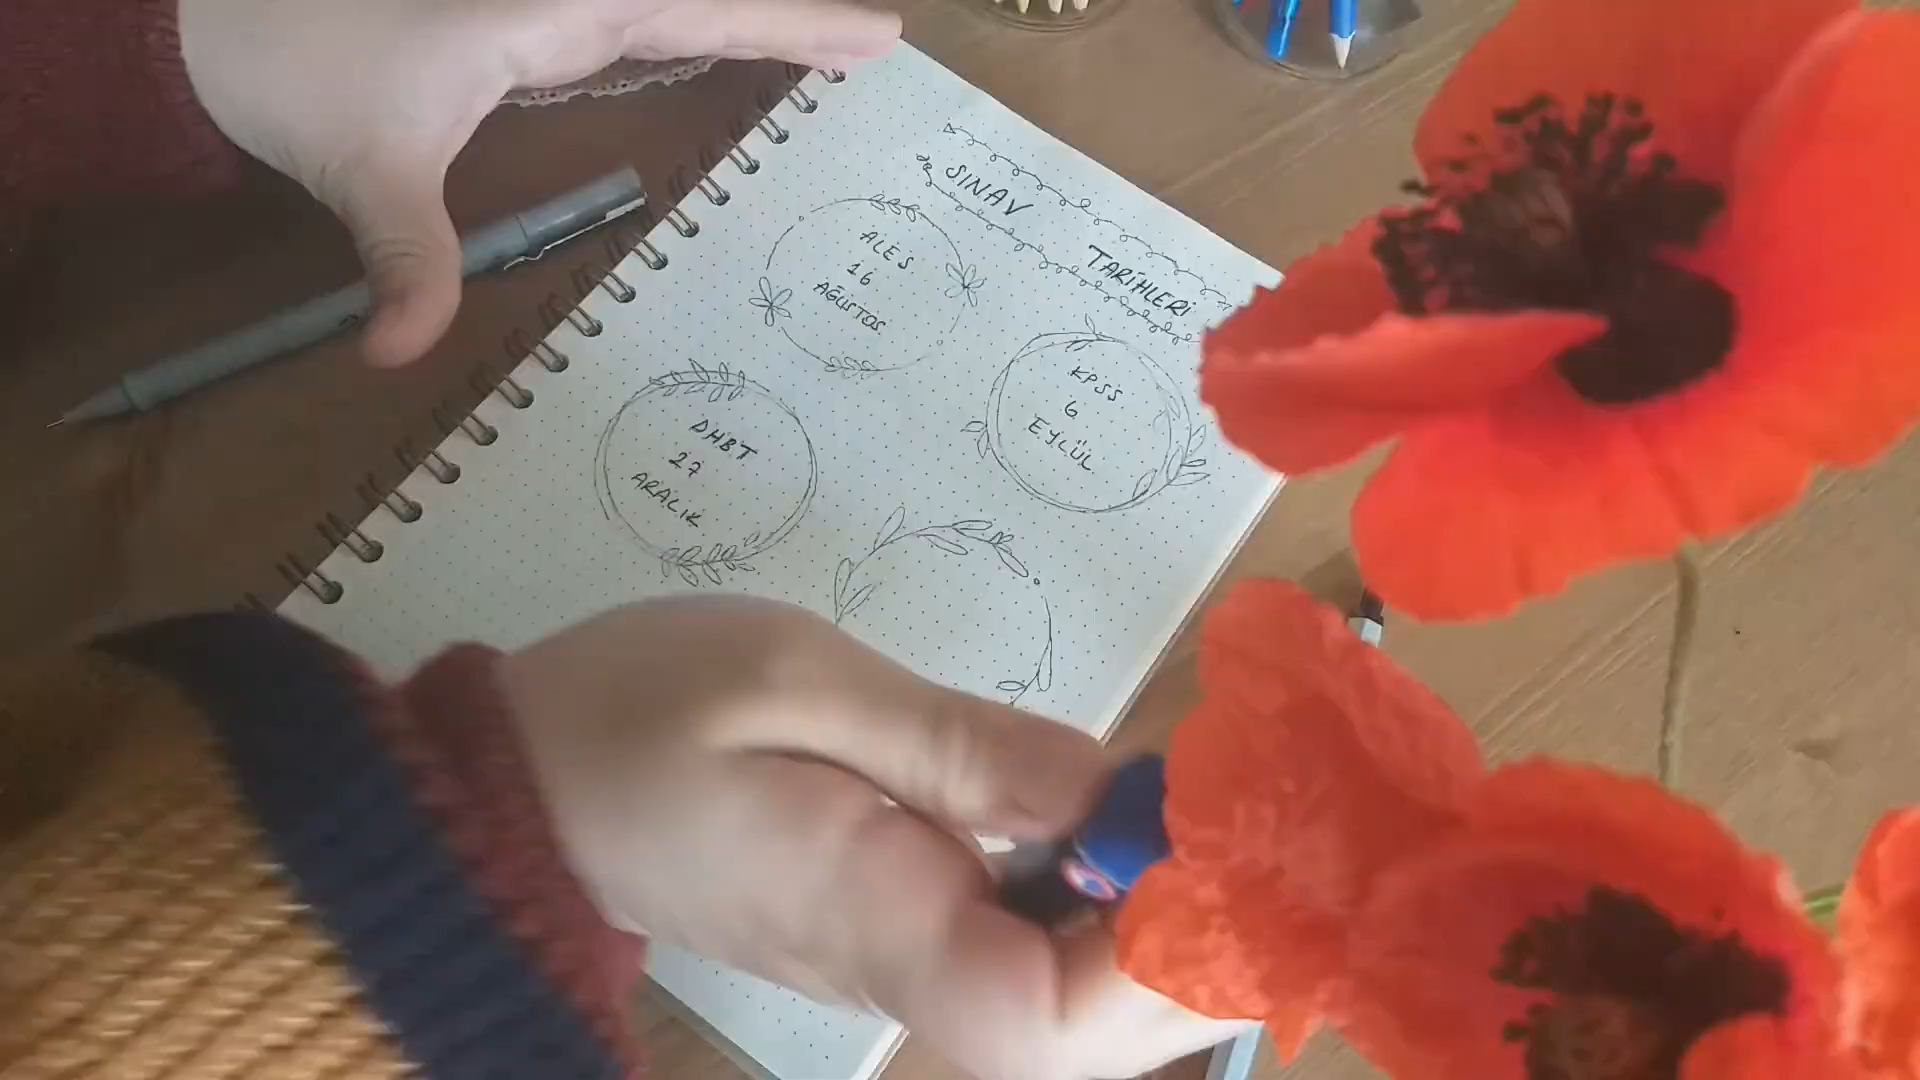 SINAV
TARİHLERİ
ALES
16
AĞUSTOS
KPSS
6
EYLÜL
DHBT
27
ARALIK